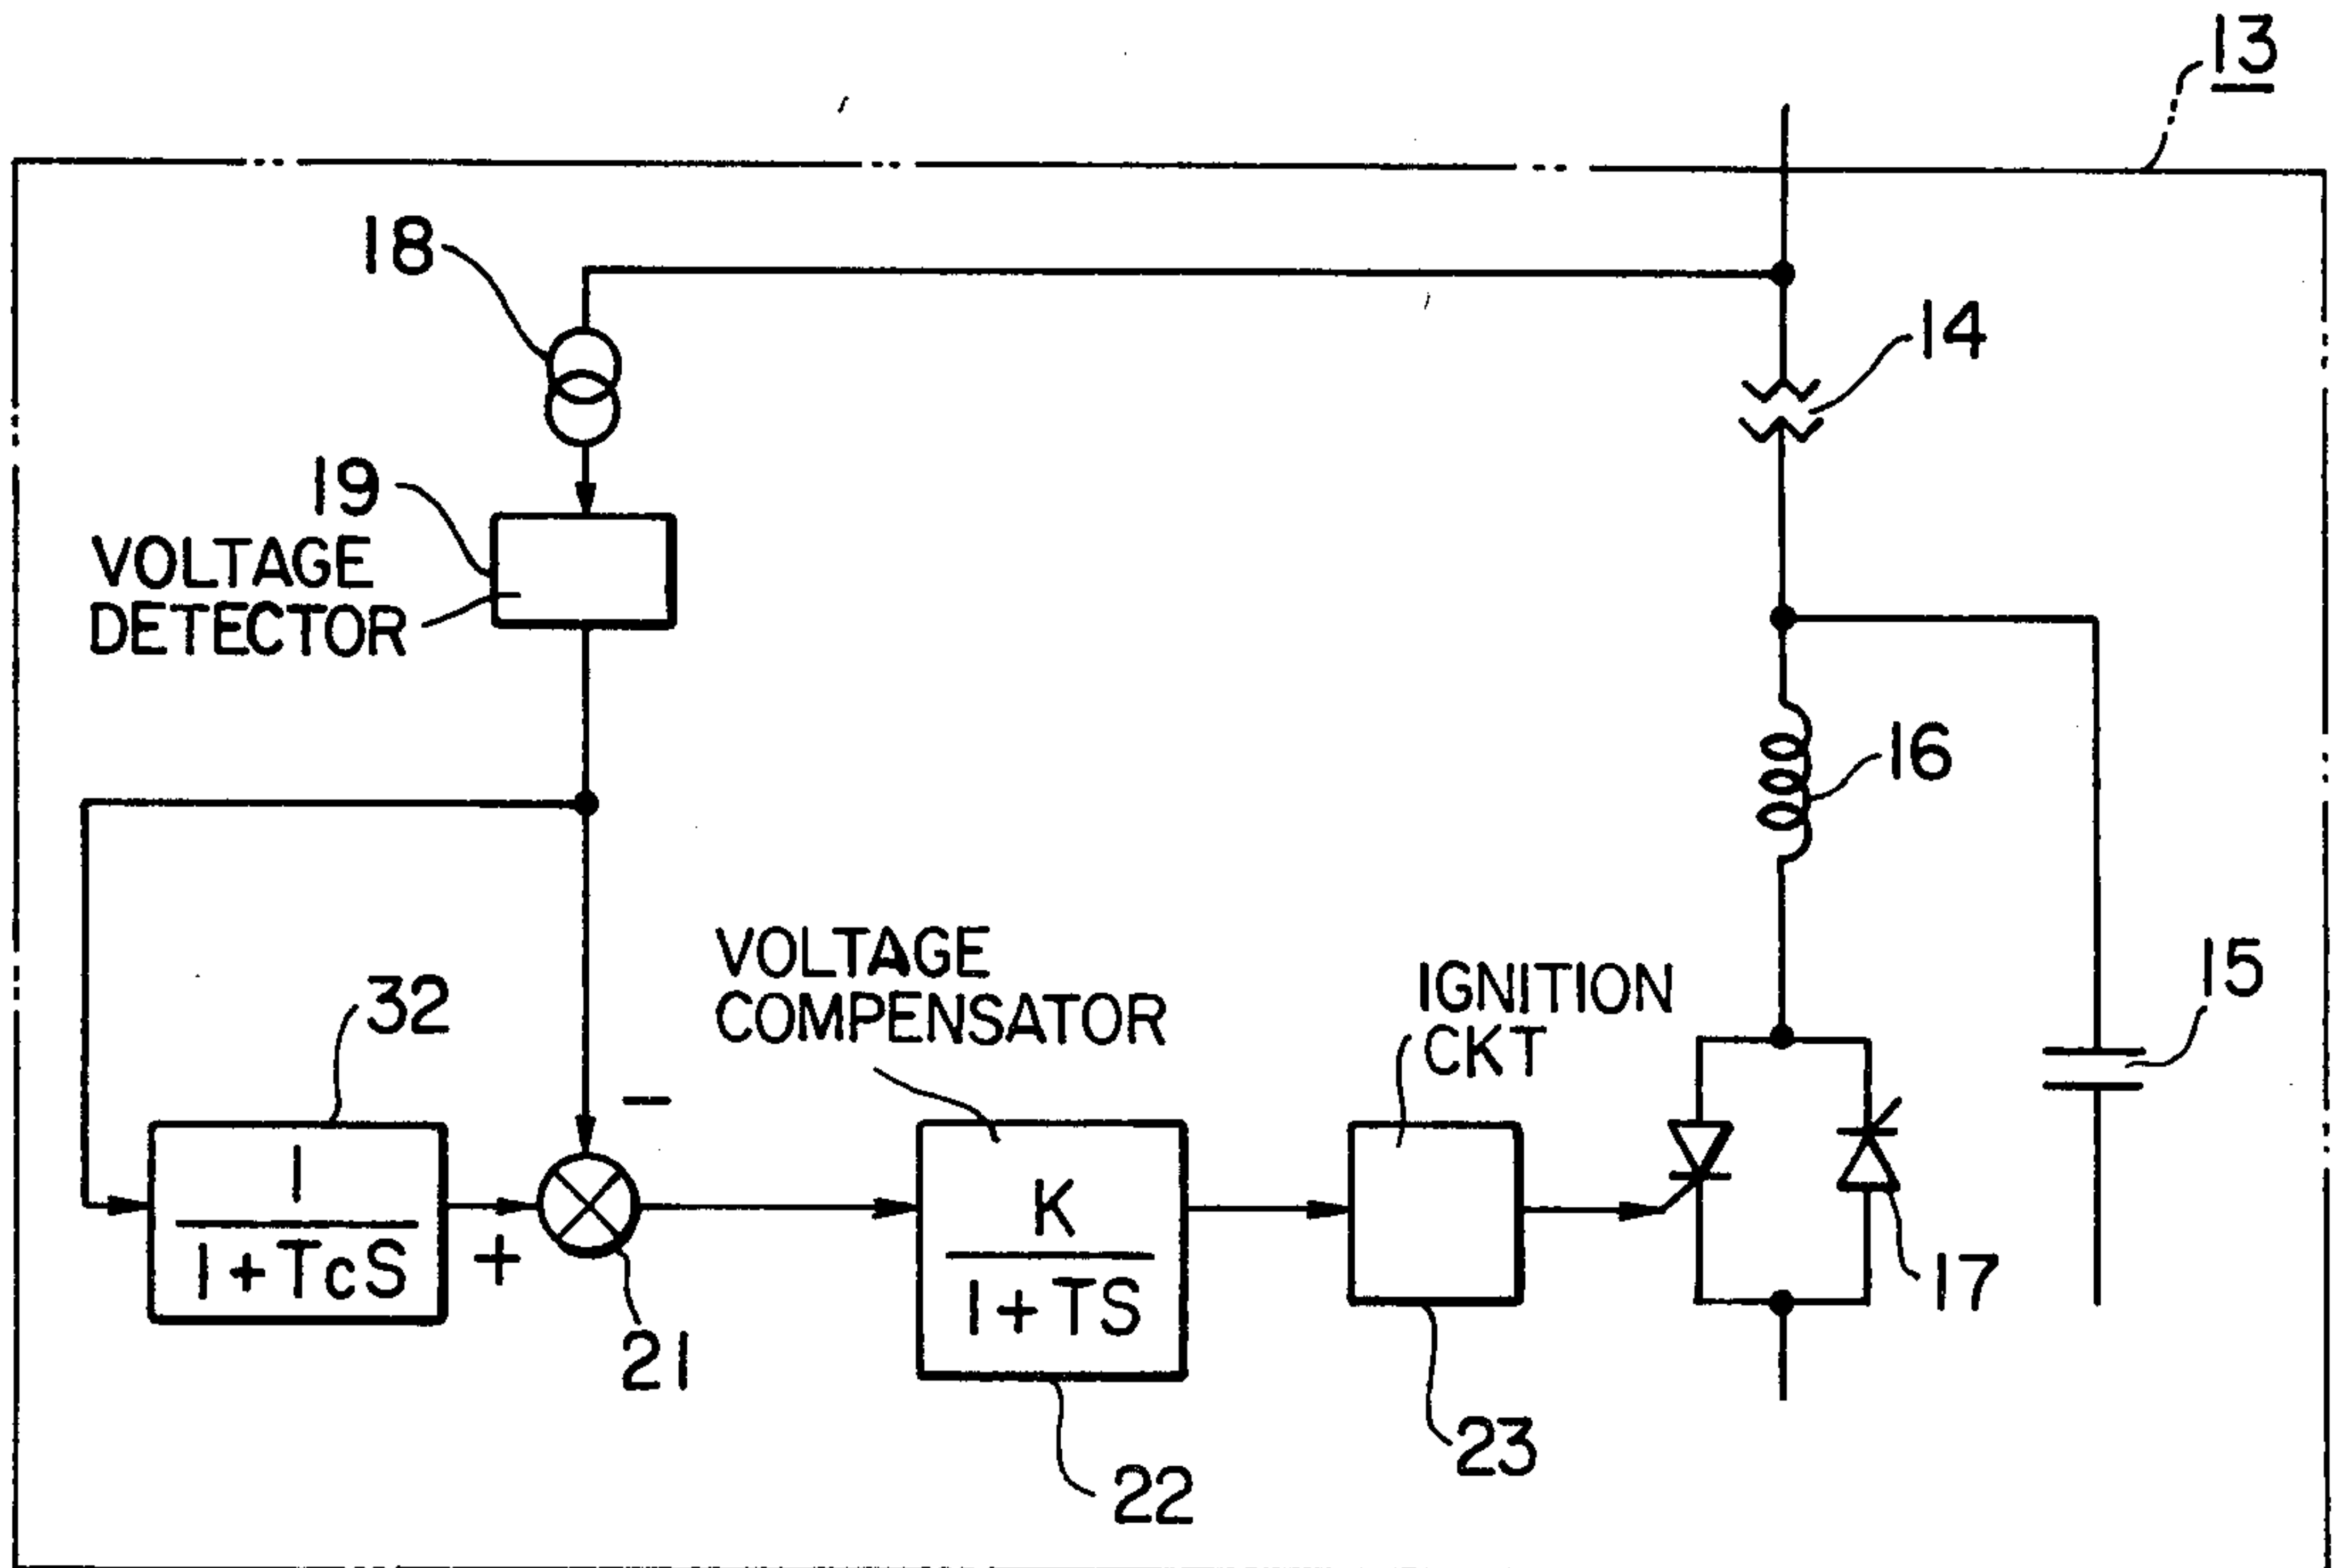 13
18
14
19
VOLTAGE
DETECTOR
16
15
32
VOLTAGE
COMPENSATOR
IGNITION
CKT
−
1
1+TcS
+
21
K
1+TS
22
23
17